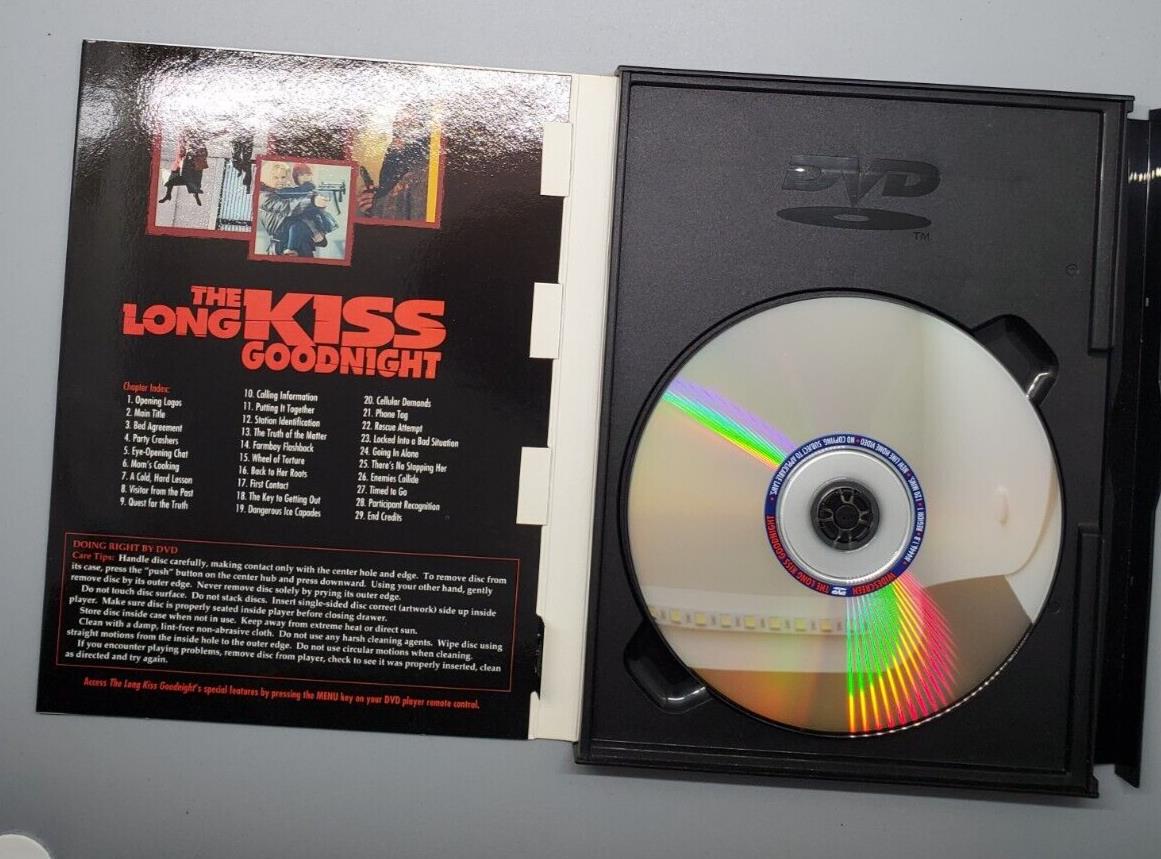 THE
LONG KISS
GOODNIGHT
Chapter Index:
1. Opening Logos
2. Main Title
3. Bed Agreement
4. Party Crashers
5. Eye-Opening Chat
6. Mom's Cooking
7. A Cold, Hard Lesson
8. Visitor from the Past
9. Quest for the Truth
10. Calling Information
11. Putting It Together
12. Station Identification
13. The Truth of the Matter
14. Farmboy Flashback
15. Wheel of Torture
16. Back to Her Roots
17. First Contact
18. The Key to Getting Out
19. Dangerous Ice Capades
20. Cellular Demands
21. Phone Tag
22. Rescue Attempt
23. Locked Into a Bad Situation
24. Going In Alone
25. There's No Stopping Her
26. Enemies Collide
27. Timed to Go
28. Participant Recognition
29. End Credits
DOING RIGHT BY DVD
Care Tips: Handle disc carefully, making contact only with the center hole and edge. To remove disc from
its case, press the "push" button on the center hub and press downward. Using your other hand, gently
remove disc by its outer edge. Never remove disc solely by prying its outer edge.
Do not touch disc surface. Do not stack discs. Insert single-sided disc correct (artwork) side up inside
player. Make sure disc is properly seated inside player before closing drawer.
Store disc inside case when not in use. Keep away from extreme heat or direct sun.
Clean with a damp, lint-free non-abrasive cloth. Do not use any harsh cleaning agents. Wipe disc using
straight motions from the inside hole to the outer edge. Do not use circular motions when cleaning.
If you encounter playing problems, remove disc from player, check to see it was properly inserted, clean
as directed and try again.
Access The Long Kiss Goodnight's special features by pressing the MENU key on your DVD player remote control.
DVD
TM
WIDESCREEN
THE LONG KISS GOODNIGHT
NO COPYING. SUBJECT TO APPLICABLE LAWS.
NEW LINE HOME VIDEO
120 MINS.
REGION 1